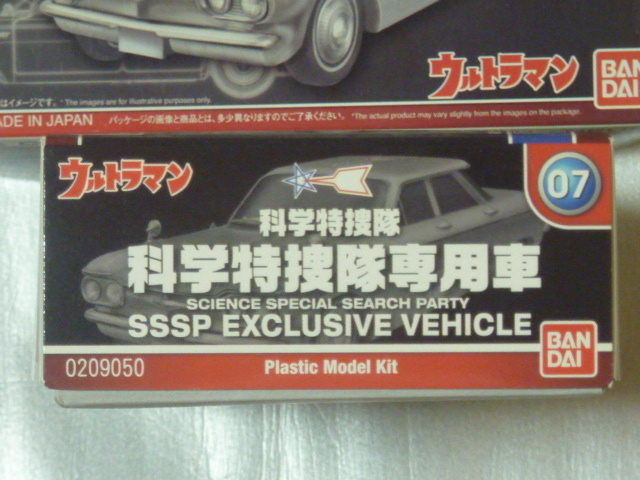 ウルトラマン
BAN
DAI
はイメージです。 *The images are for illustrative purposes only.
MADE IN JAPAN パッケージの画像と商品とは、多少異なりますのでご了承ください。 *The actual product may vary slightly from the images on the package.
ウルトラマン
07
科学特捜隊
科学特捜隊専用車
SCIENCE SPECIAL SEARCH PARTY
SSSP EXCLUSIVE VEHICLE
BAN
DAI
0209050 Plastic Model Kit